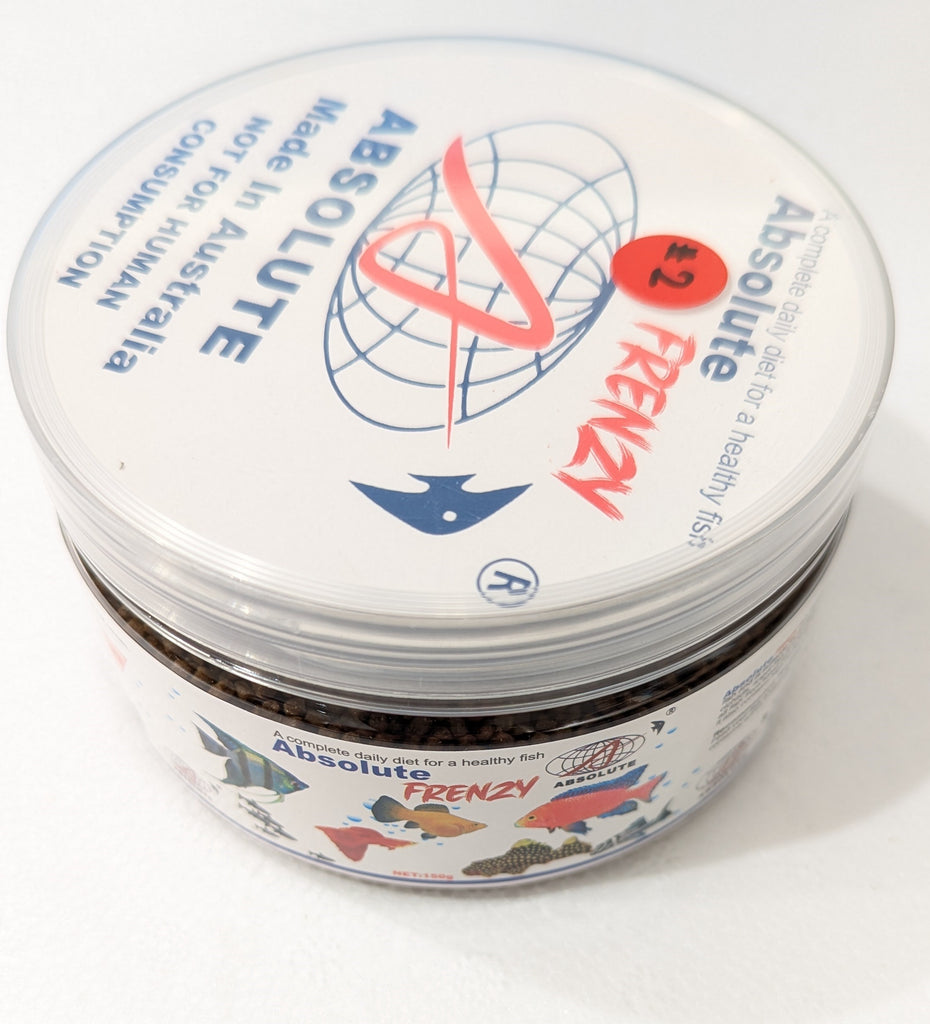 A complete daily diet for a healthy fish
Absolute
FRENZY
#2
ABSOLUTE
Made In Australia
NOT FOR HUMAN
CONSUMPTION
®
A complete daily diet for a healthy fish
Absolute
FRENZY
ABSOLUTE
®
NET:150g
Absolute